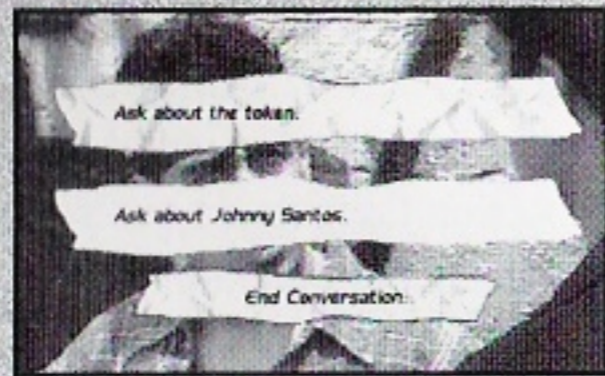 Ask about the token.
Ask about Johnny Santos.
End Conversation.